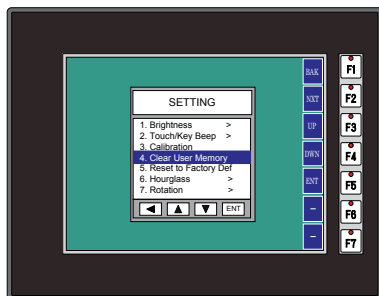 SETTING
1. Brightness >
2. Touch/Key Beep >
3. Calibration
4. Clear User Memory
5. Reset to Factory Def
6. Hourglass >
7. Rotation >
ENT
BAK
NXT
UP
DWN
ENT
–
–
F1
F2
F3
F4
F5
F6
F7